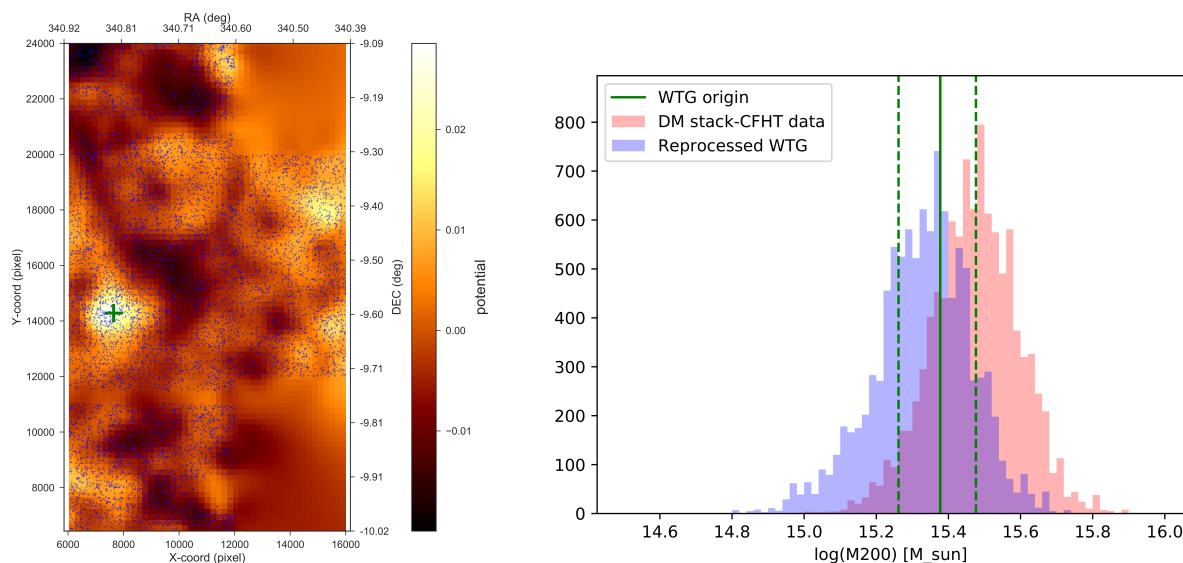 RA (deg)
340.92 340.81 340.71 340.60 340.50 340.39
24000
22000
20000
18000
16000
14000
12000
10000
8000
Y-coord (pixel)
-9.09
-9.19
-9.30
-9.40
-9.50
-9.60
-9.71
-9.81
-9.91
-10.02
DEC (deg)
6000 8000 10000 12000 14000 16000
X-coord (pixel)
0.02
0.01
0.00
−0.01
potential
WTG origin
DM stack-CFHT data
Reprocessed WTG
800
700
600
500
400
300
200
100
0
14.6 14.8 15.0 15.2 15.4 15.6 15.8 16.0
log(M200) [M_sun]